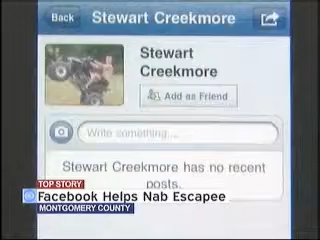 Back
Stewart Creekmore
Stewart
Creekmore
Add as Friend
Write something...
Stewart Creekmore has no recent
posts.
TOP STORY
Facebook Helps Nab Escapee
MONTGOMERY COUNTY